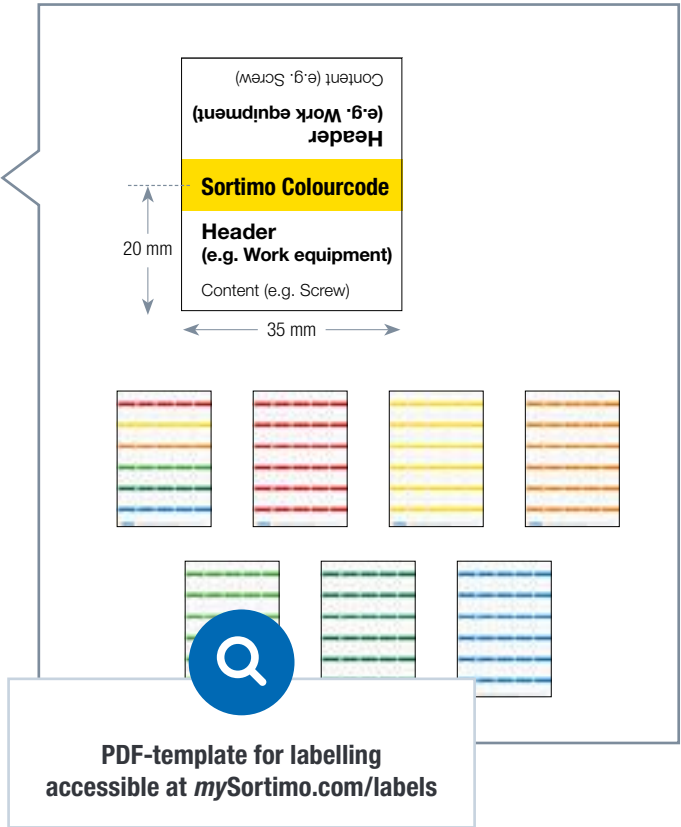 Content (e.g. Screw)
(e.g. Work equipment)
Header
Sortimo Colourcode
Header
(e.g. Work equipment)
Content (e.g. Screw)
20 mm
35 mm
PDF-template for labelling
accessible at mySortimo.com/labels